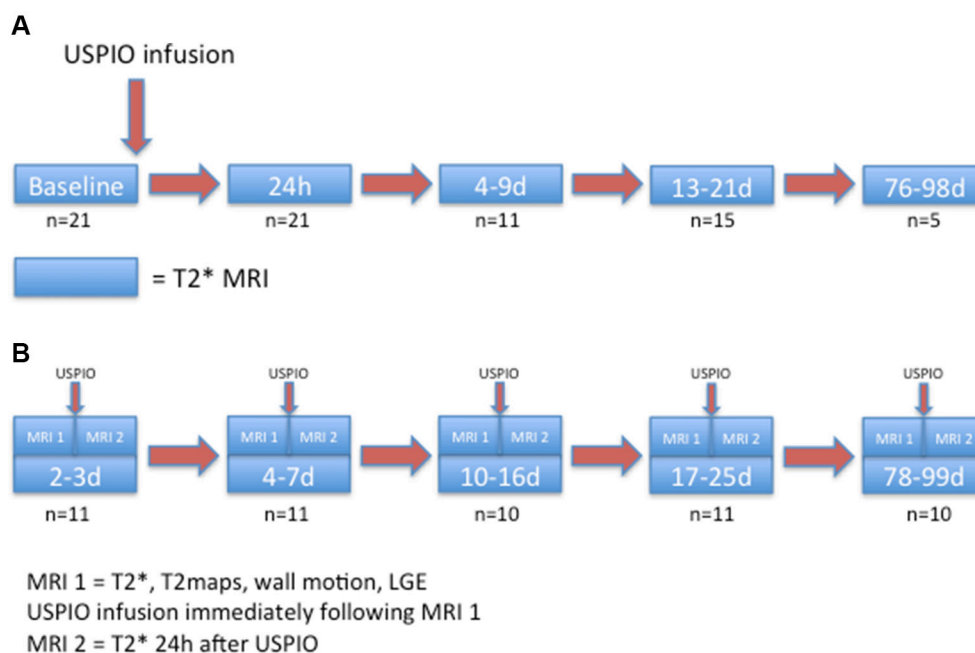 A
USPIO infusion
Baseline 24h 4-9d 13-21d 76-98d
n=21 n=21 n=11 n=15 n=5
= T2* MRI
B
USPIO USPIO USPIO USPIO USPIO
MRI 1 MRI 2 MRI 1 MRI 2 MRI 1 MRI 2 MRI 1 MRI 2 MRI 1 MRI 2
2-3d 4-7d 10-16d 17-25d 78-99d
n=11 n=11 n=10 n=11 n=10
MRI 1 = T2*, T2maps, wall motion, LGE
USPIO infusion immediately following MRI 1
MRI 2 = T2* 24h after USPIO